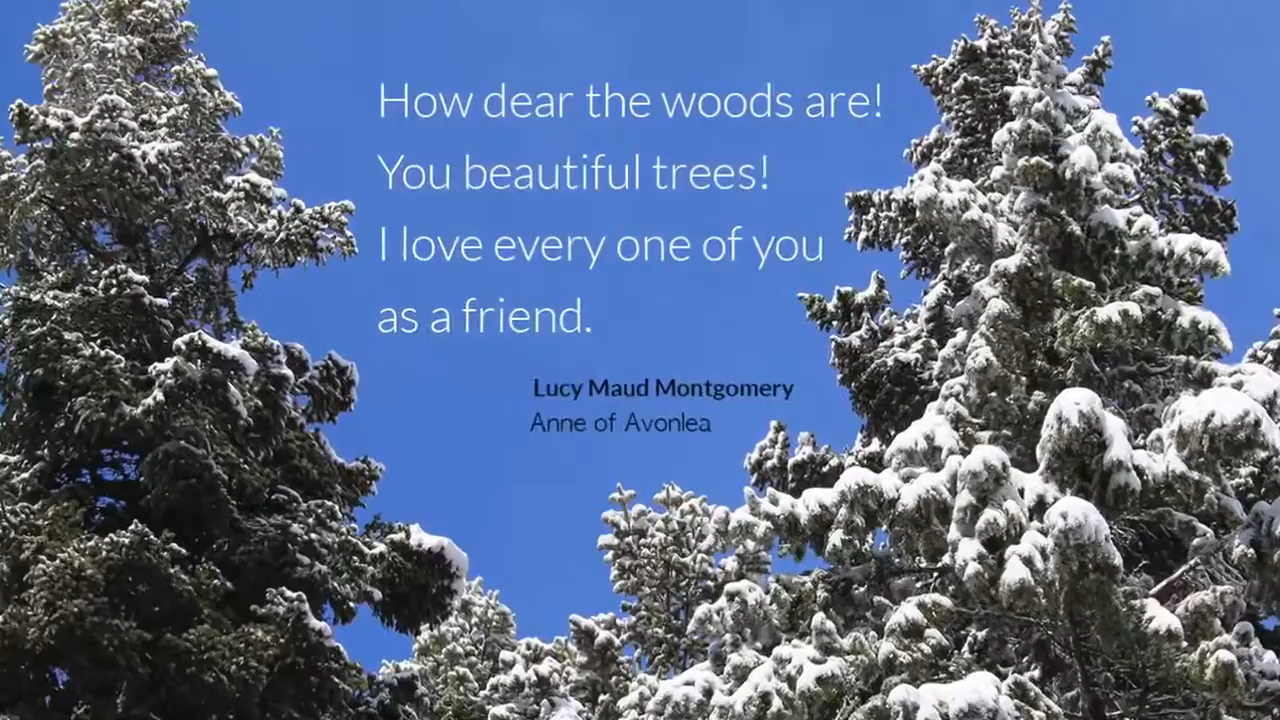 How dear the woods are!
You beautiful trees!
I love every one of you
as a friend.
Lucy Maud Montgomery
Anne of Avonlea